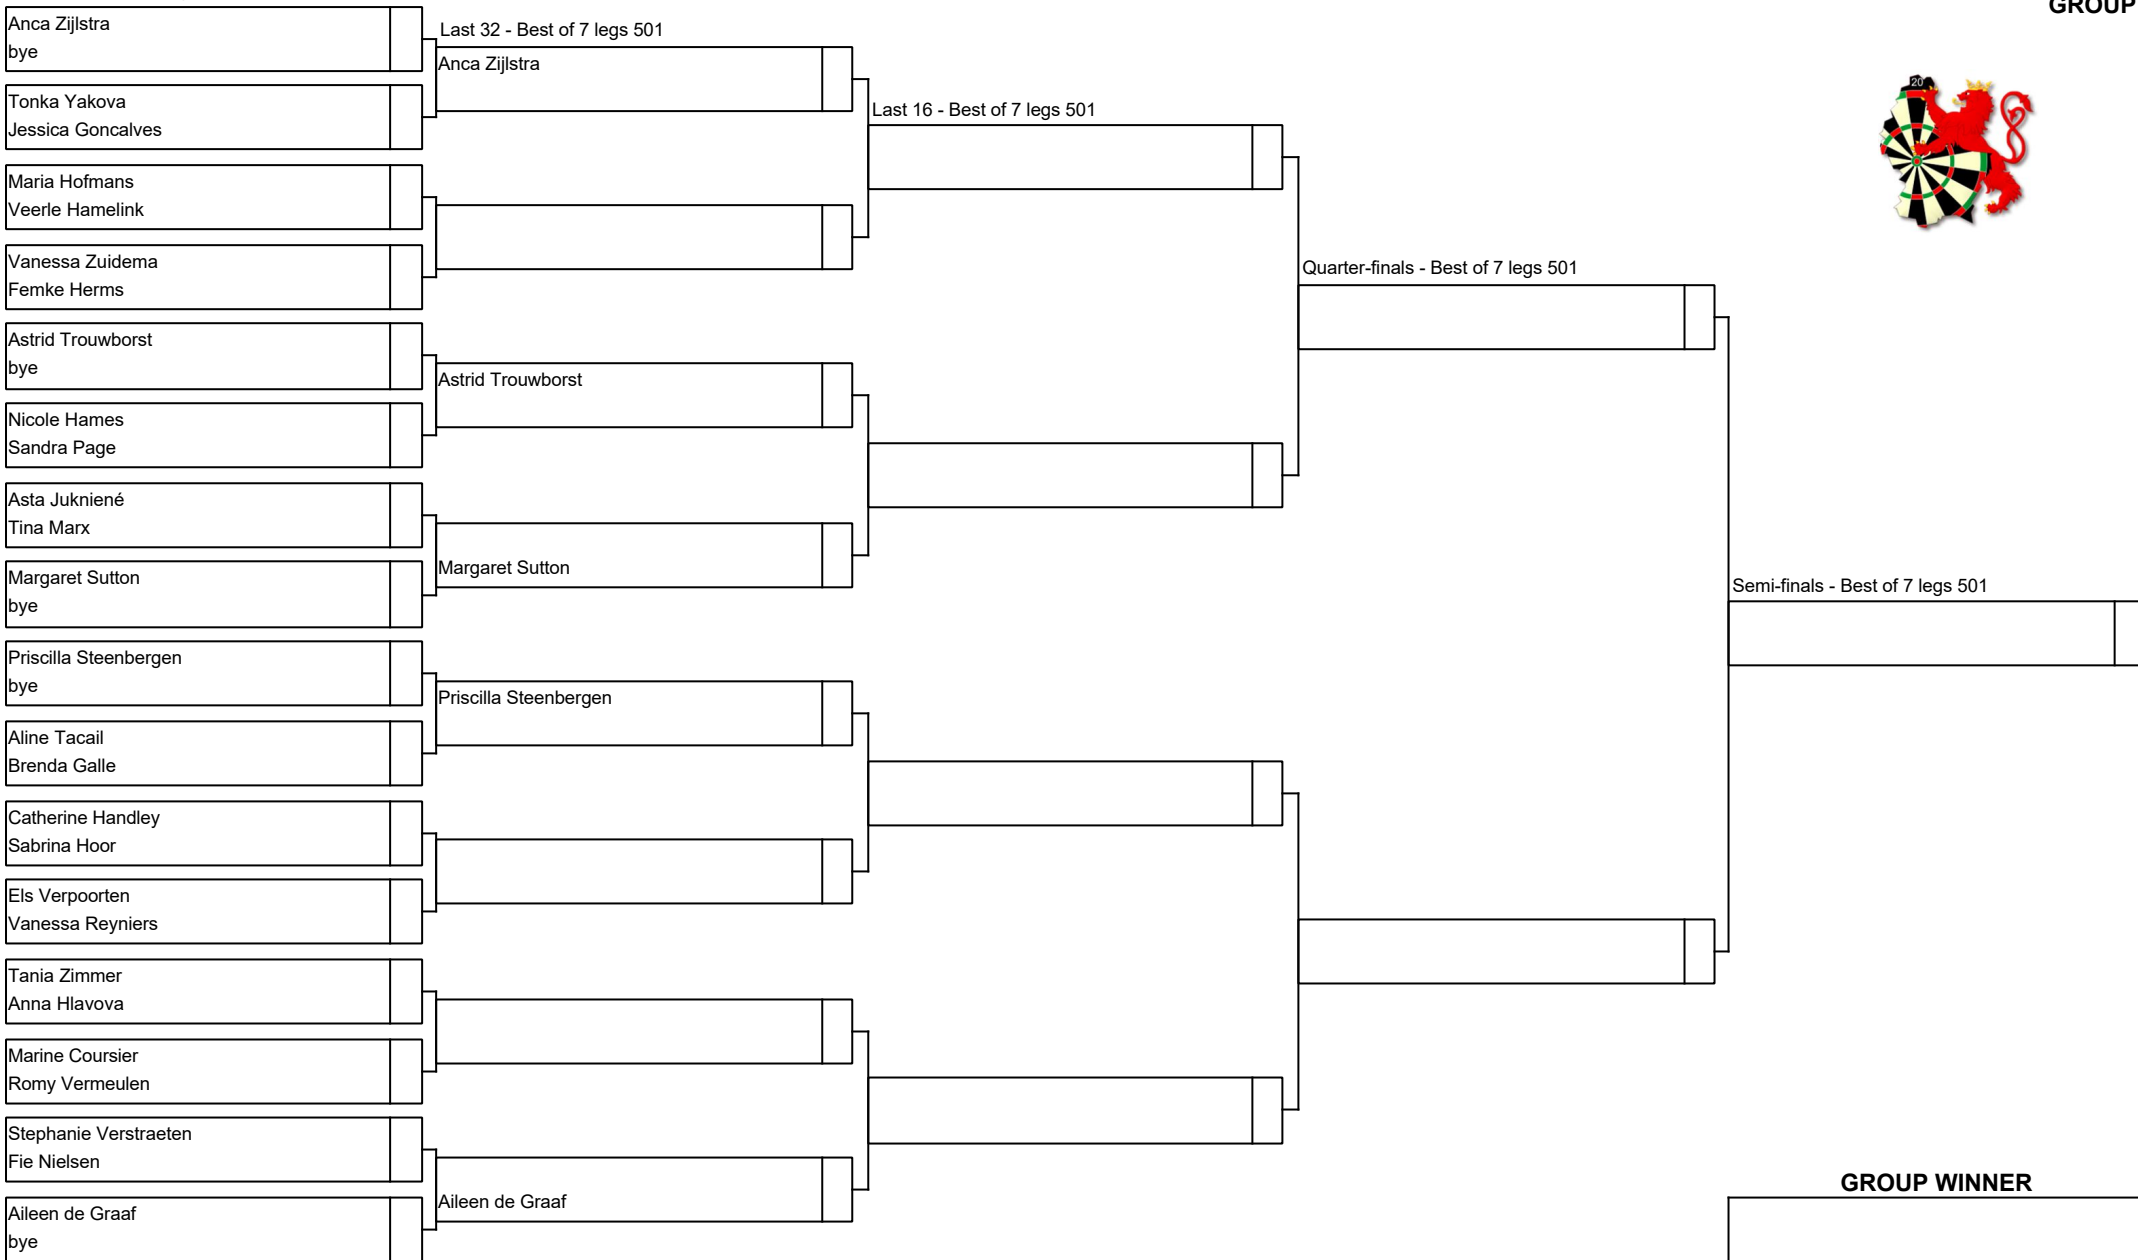 GROUP
Anca Zijlstra
bye
Tonka Yakova
Jessica Goncalves
Maria Hofmans
Veerle Hamelink
Vanessa Zuidema
Femke Herms
Astrid Trouwborst
bye
Nicole Hames
Sandra Page
Asta Jukniené
Tina Marx
Margaret Sutton
bye
Priscilla Steenbergen
bye
Aline Tacail
Brenda Galle
Catherine Handley
Sabrina Hoor
Els Verpoorten
Vanessa Reyniers
Tania Zimmer
Anna Hlavova
Marine Coursier
Romy Vermeulen
Stephanie Verstraeten
Fie Nielsen
Aileen de Graaf
bye
Last 32 - Best of 7 legs 501
Anca Zijlstra
Astrid Trouwborst
Margaret Sutton
Priscilla Steenbergen
Aileen de Graaf
Last 16 - Best of 7 legs 501
Quarter-finals - Best of 7 legs 501
20
Semi-finals - Best of 7 legs 501
GROUP WINNER